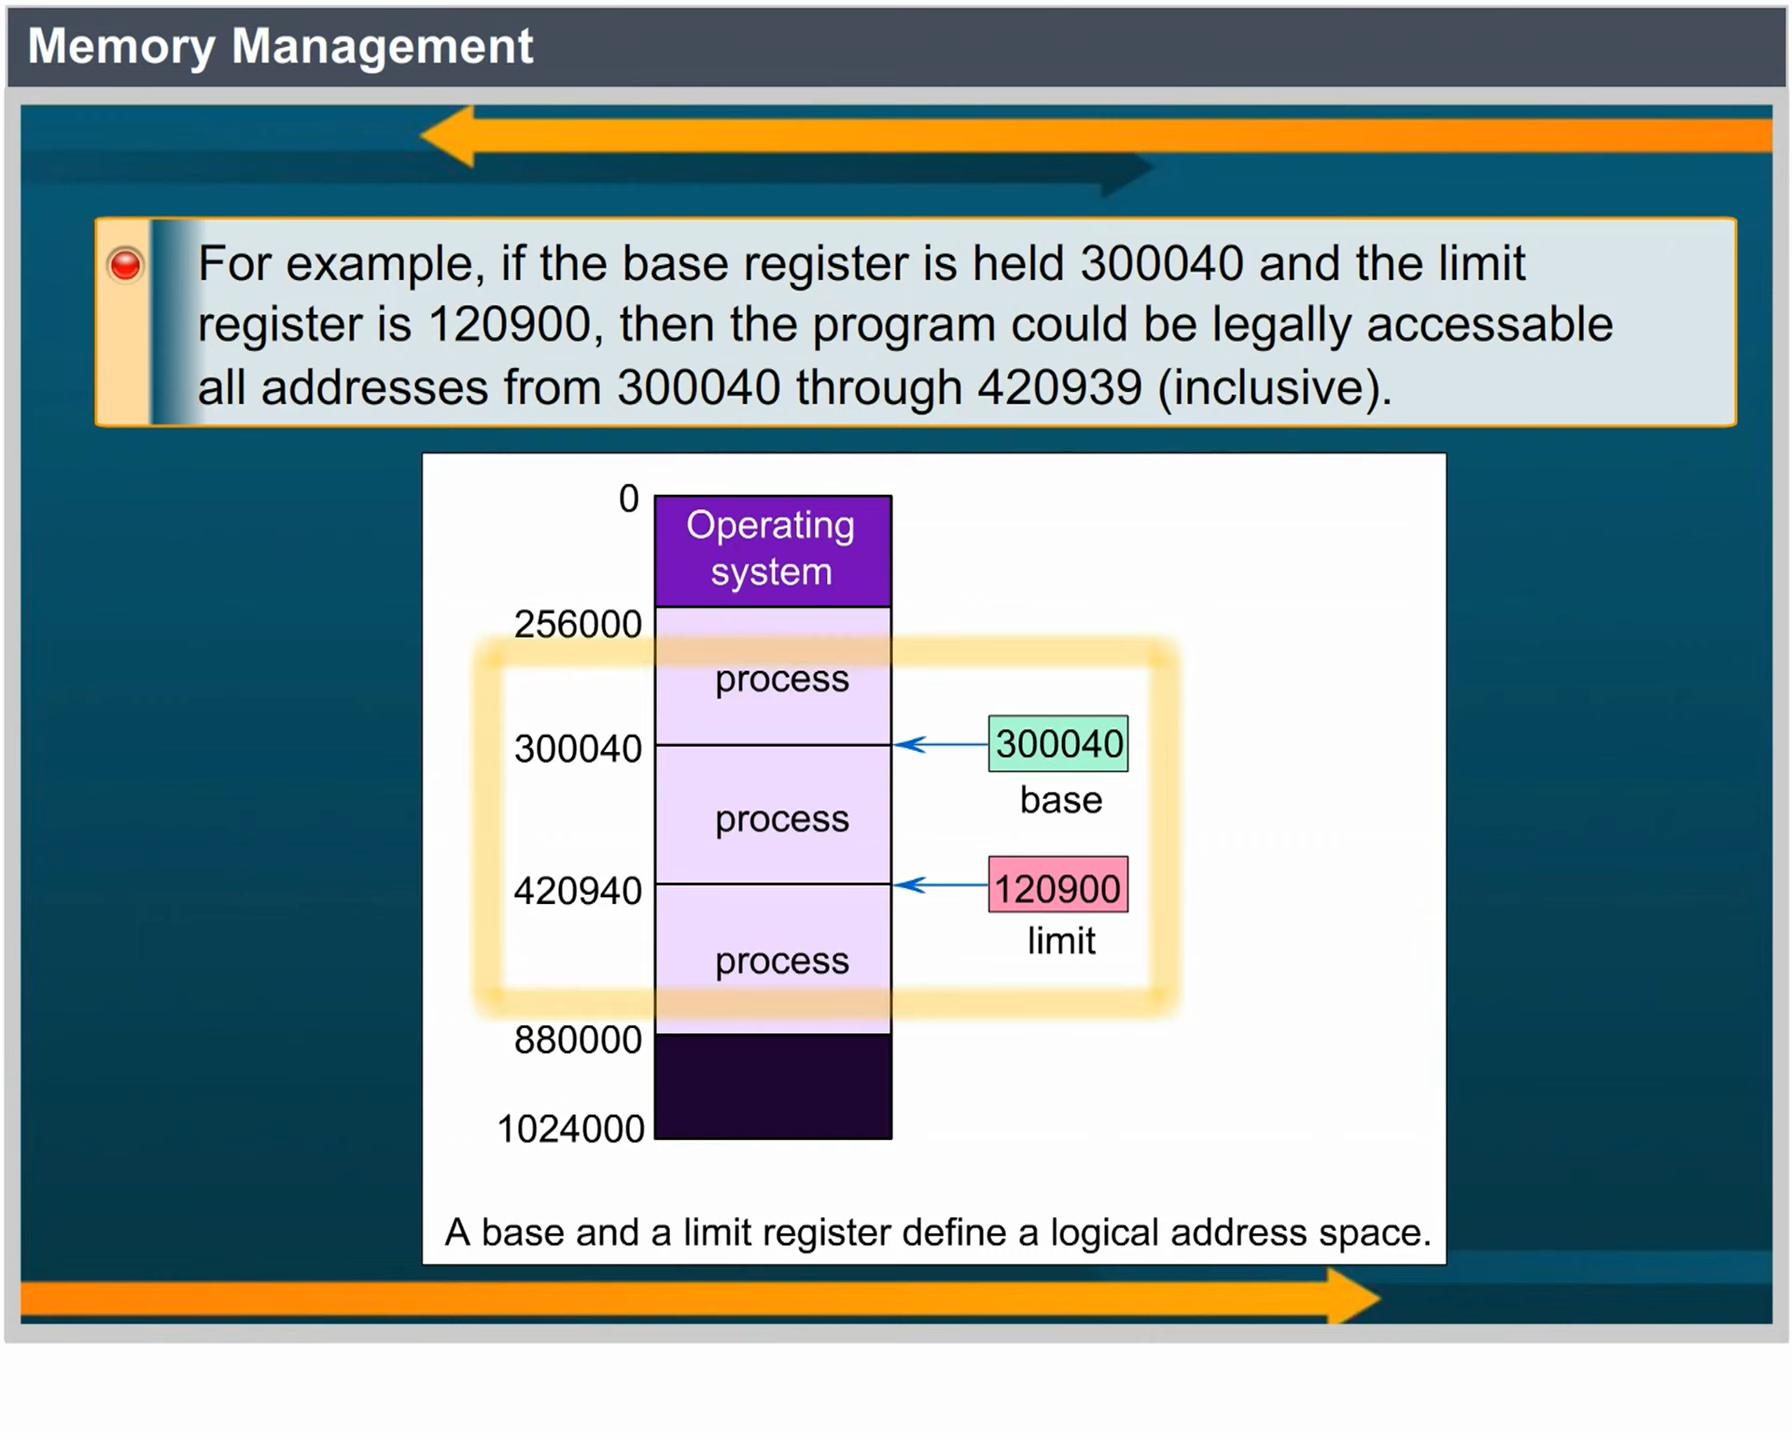 Memory Management
For example, if the base register is held 300040 and the limit
register is 120900, then the program could be legally accessable
all addresses from 300040 through 420939 (inclusive).
0
Operating
system
256000
process
300040
300040
base
process
420940
120900
limit
process
880000
1024000
A base and a limit register define a logical address space.